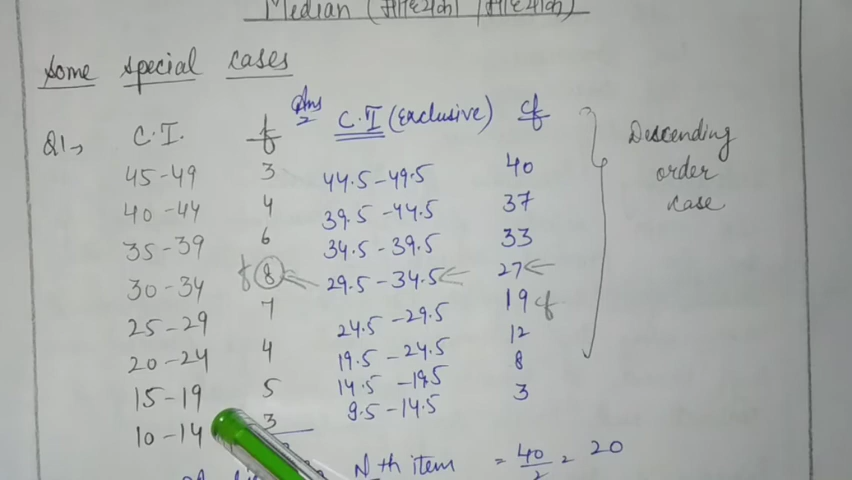 Median (माध्यिका / माध्यिका)
Some special cases
Q1→ C.I. f Ans C.I (Exclusive) cf
45-49 3 44.5-49.5 40
40-44 4 39.5-44.5 37
35-39 6 34.5-39.5 33
30-34 f 8 29.5-34.5 27
25-29 7 24.5-29.5 19 cf
20-24 4 19.5-24.5 12
15-19 5 14.5-19.5 8
10-14 3 9.5-14.5 3
Descending
order
case
N th item = 40/2 = 20